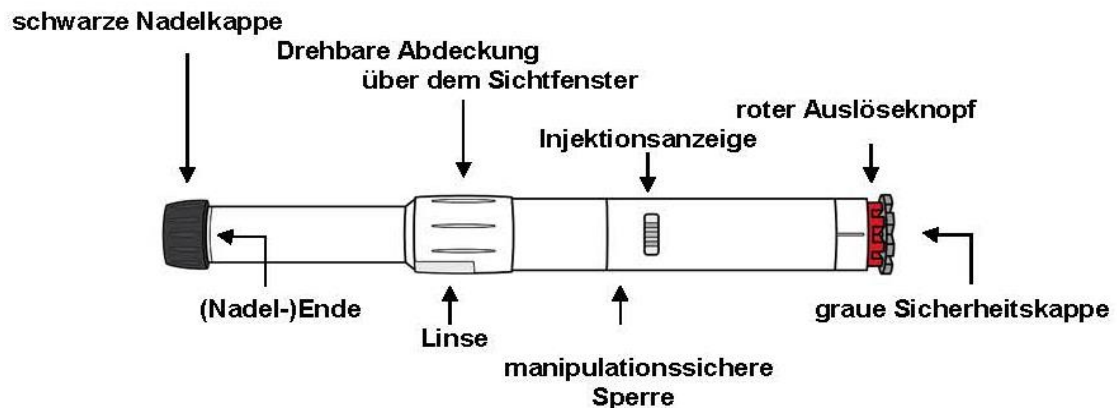 schwarze Nadelkappe
Drehbare Abdeckung
über dem Sichtfenster
roter Auslöseknopf
Injektionsanzeige
(Nadel-)Ende
graue Sicherheitskappe
Linse
manipulationssichere
Sperre